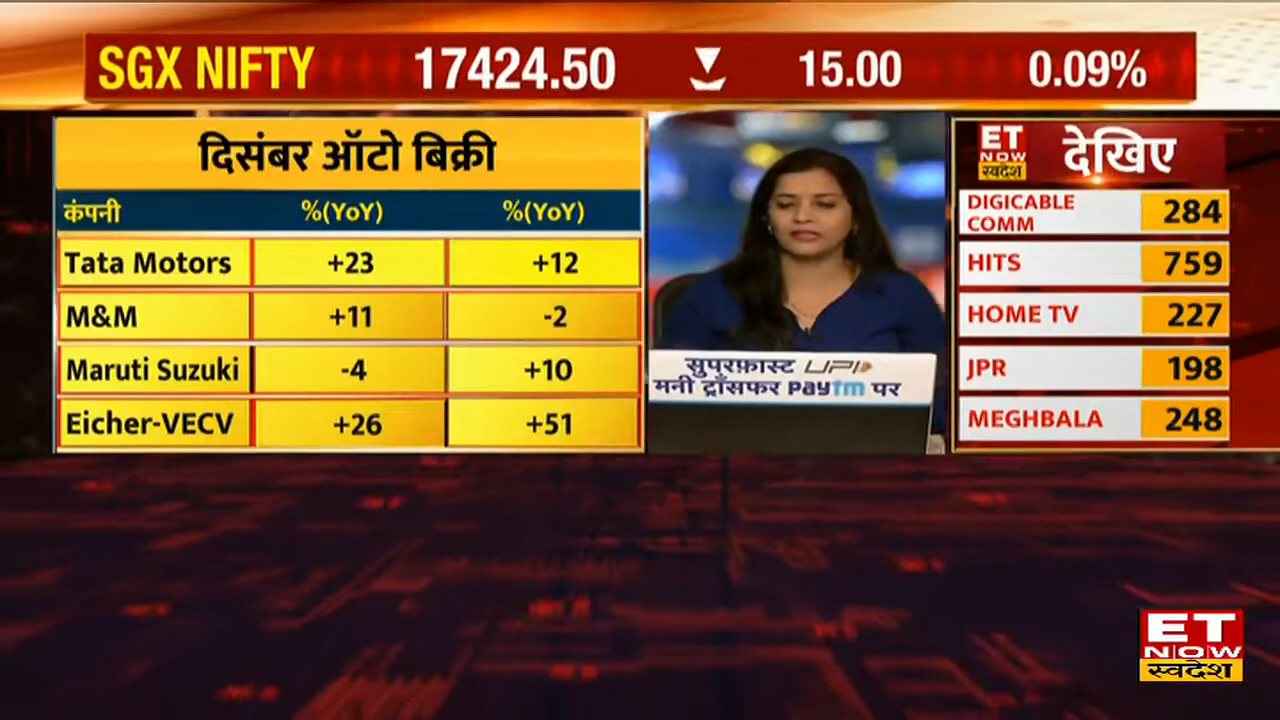 SGX NIFTY 17424.50 15.00 0.09%
दिसंबर ऑटो बिक्री
कंपनी %(YoY) %(YoY)
Tata Motors +23 +12
M&M +11 -2
Maruti Suzuki -4 +10
Eicher-VECV +26 +51
सुपरफ़ास्ट UPI
मनी ट्राँसफर paytm पर
ET NOW स्वदेश देखिए
DIGICABLE COMM 284
HITS 759
HOME TV 227
JPR 198
MEGHBALA 248
ET
NOW
स्वदेश